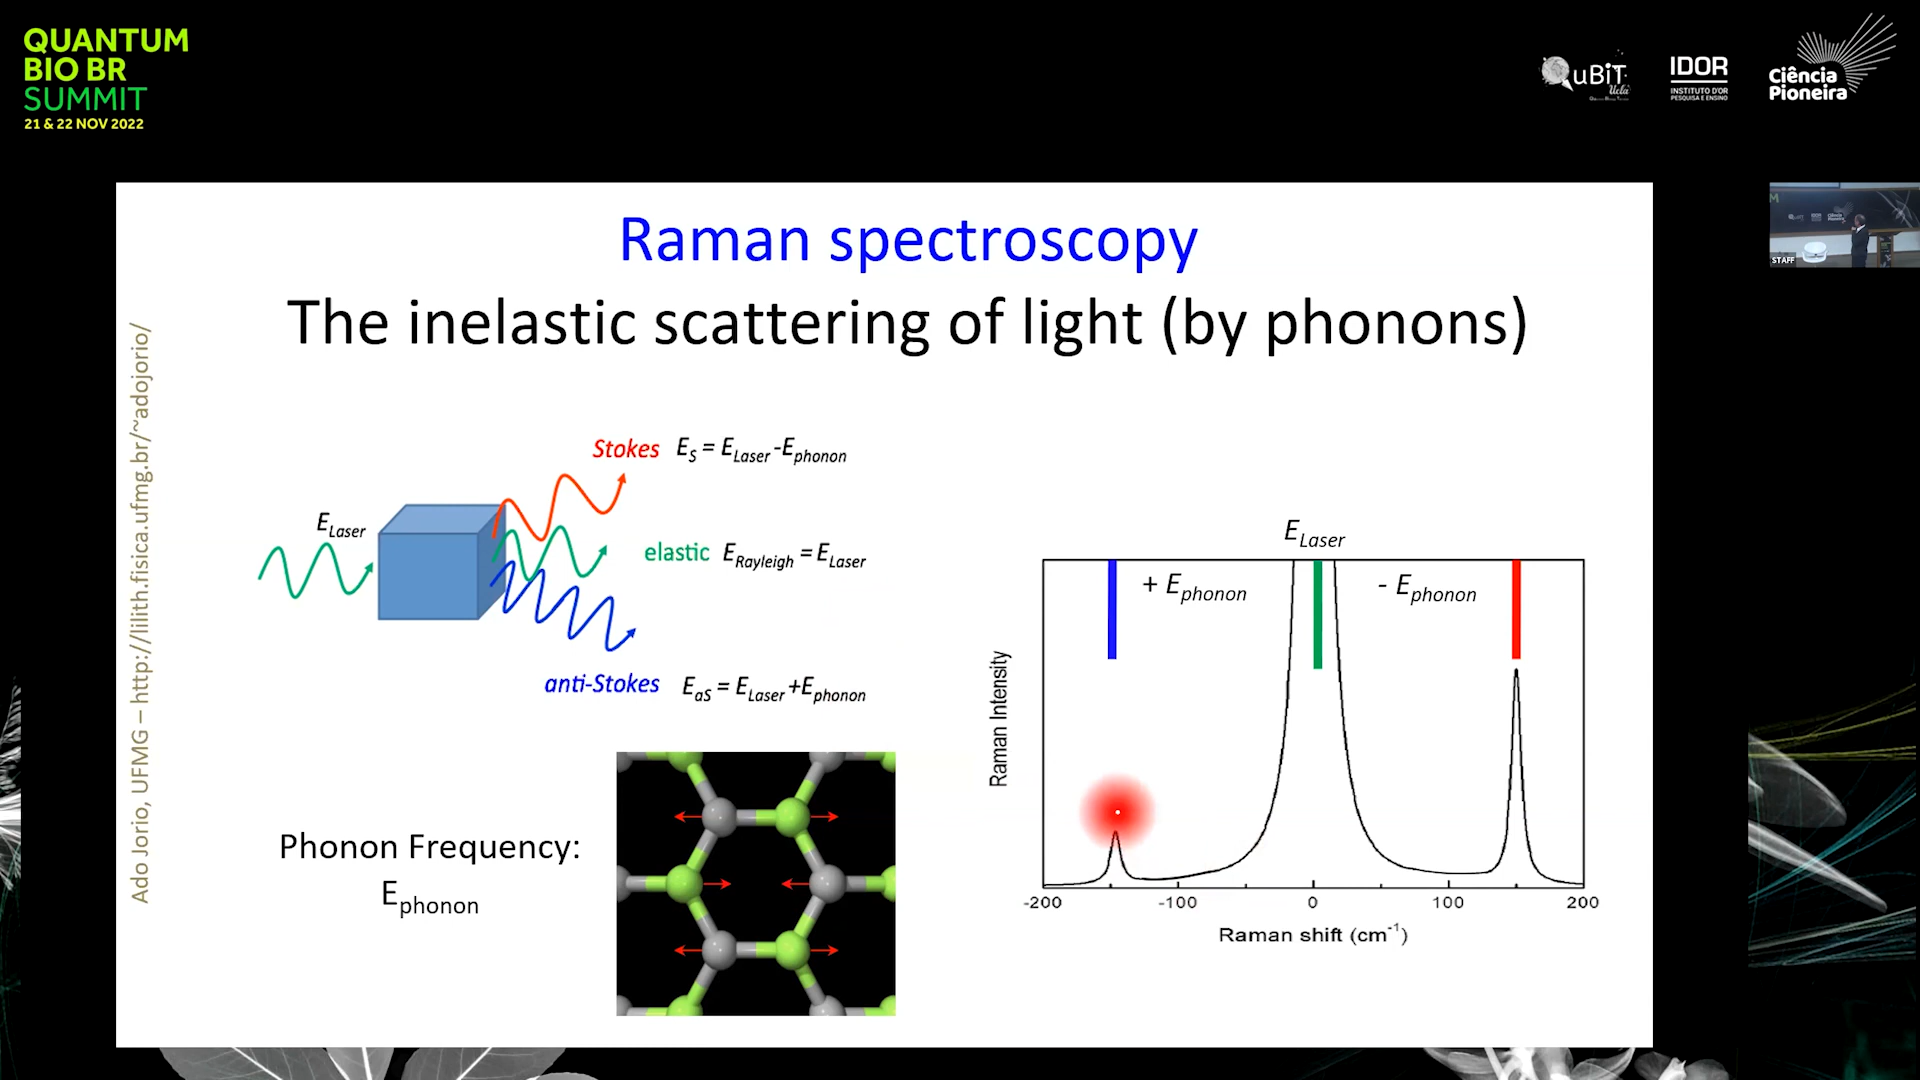 QUANTUM
BIO BR
SUMMIT
21 & 22 NOV 2022
QuBiT
Ucla
IDOR
INSTITUTO D'OR
PESQUISA E ENSINO
Ciência
Pioneira
STAFF
Raman spectroscopy
The inelastic scattering of light (by phonons)
Ado Jorio, UFMG – http://lilith.fisica.ufmg.br/~adojorio/
Stokes E_S = E_Laser -E_phonon
E_Laser
elastic E_Rayleigh = E_Laser
anti-Stokes E_aS = E_Laser +E_phonon
Phonon Frequency:
E_phonon
E_Laser
+ E_phonon
- E_phonon
Raman Intensity
-200 -100 0 100 200
Raman shift (cm⁻¹)